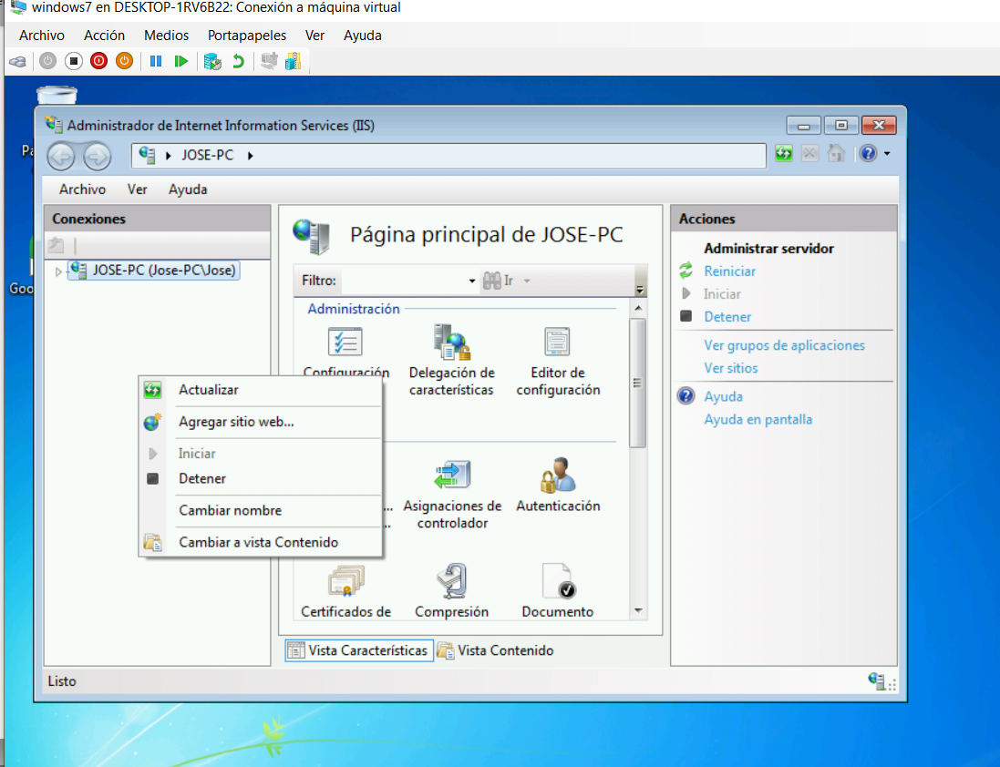 windows7 en DESKTOP-1RV6B22: Conexión a máquina virtual
Archivo Acción Medios Portapapeles Ver Ayuda
Administrador de Internet Information Services (IIS)
JOSE-PC
Archivo Ver Ayuda
Conexiones
JOSE-PC (Jose-PC\Jose)
Página principal de JOSE-PC
Filtro: Ir
Administración
Configuración
Delegación de
características
Editor de
configuración
Actualizar
Agregar sitio web...
Iniciar
Detener
Cambiar nombre
Cambiar a vista Contenido
Asignaciones de
controlador
Autenticación
Certificados de
Compresión
Documento
Vista Características Vista Contenido
Acciones
Administrar servidor
Reiniciar
Iniciar
Detener
Ver grupos de aplicaciones
Ver sitios
Ayuda
Ayuda en pantalla
Listo